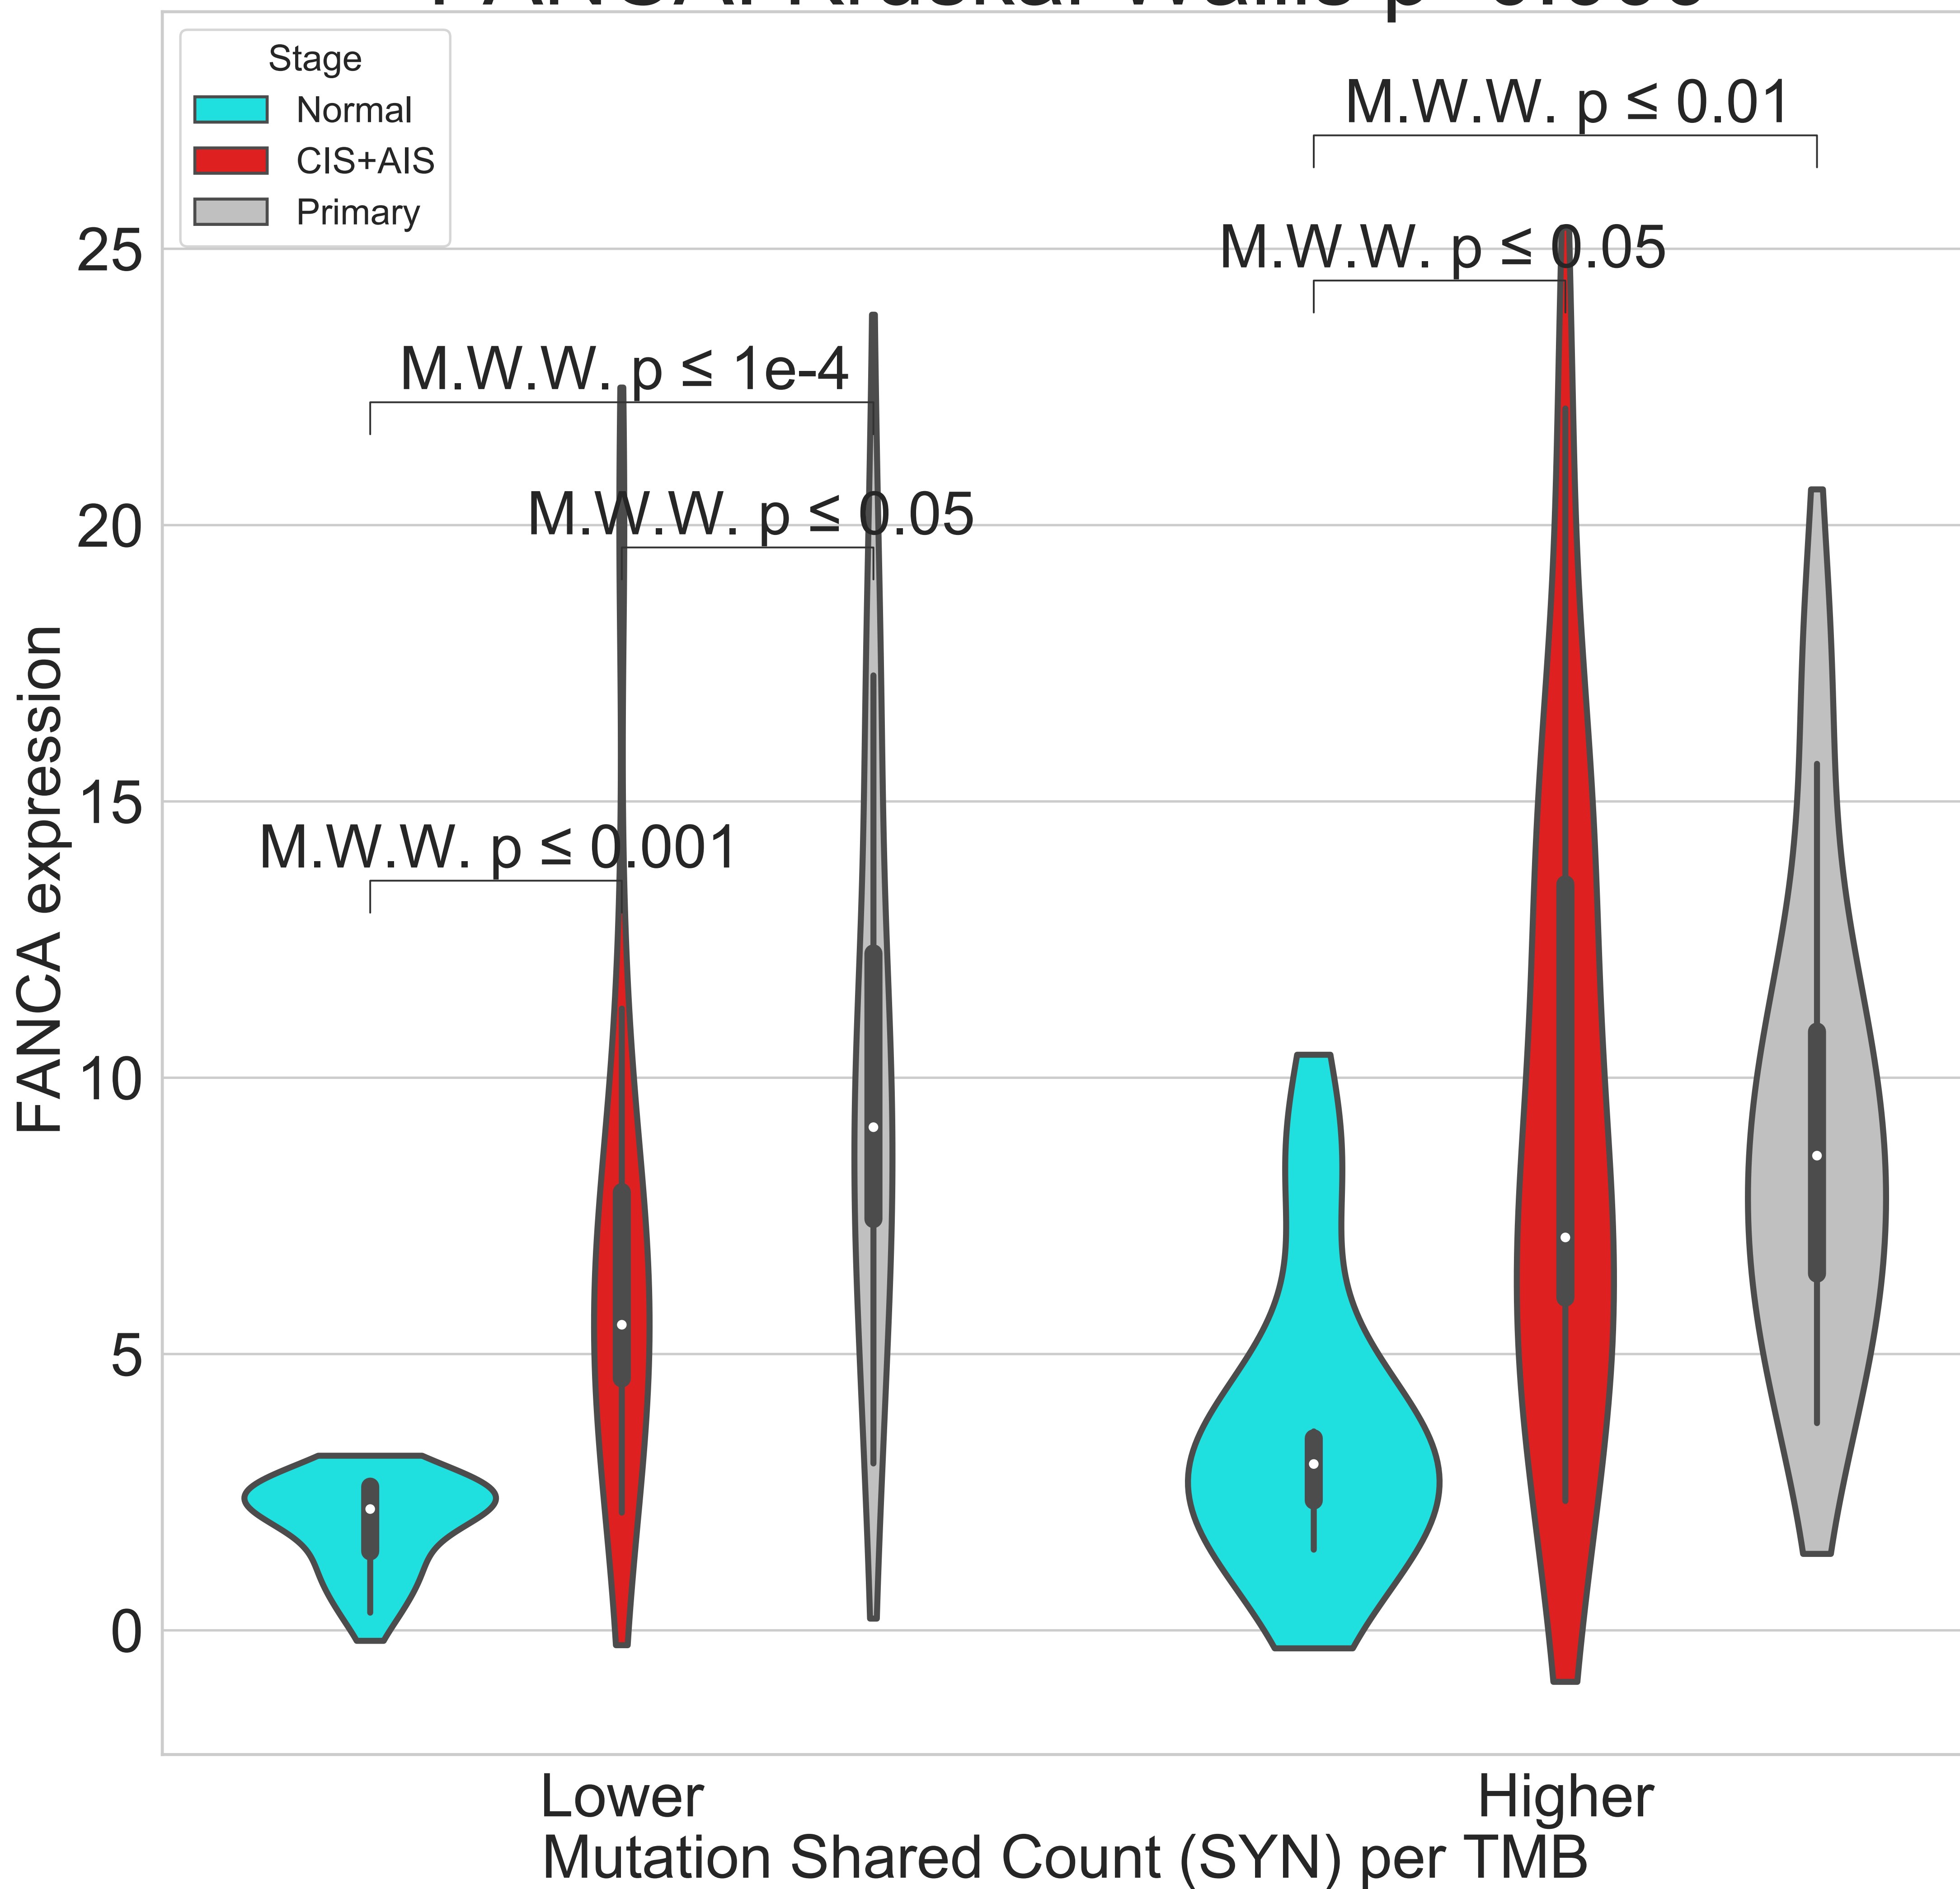 Stage
Normal
CIS+AIS
Primary
M.W.W. p ≤ 0.01
M.W.W. p ≤ 0.05
M.W.W. p ≤ 1e-4
M.W.W. p ≤ 0.05
M.W.W. p ≤ 0.001
25
20
15
10
5
0
FANCA expression
Lower
Higher
Mutation Shared Count (SYN) per TMB